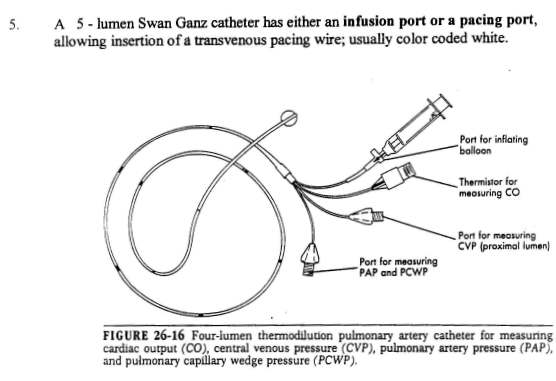 5. A 5 - lumen Swan Ganz catheter has either an infusion port or a pacing port,
allowing insertion of a transvenous pacing wire; usually color coded white.
Port for inflating
balloon
Thermistor for
measuring CO
Port for measuring
CVP (proximal lumen)
Port for measuring
PAP and PCWP
FIGURE 26-16 Four-lumen thermodilution pulmonary artery catheter for measuring
cardiac output (CO), central venous pressure (CVP), pulmonary artery pressure (PAP),
and pulmonary capillary wedge pressure (PCWP).